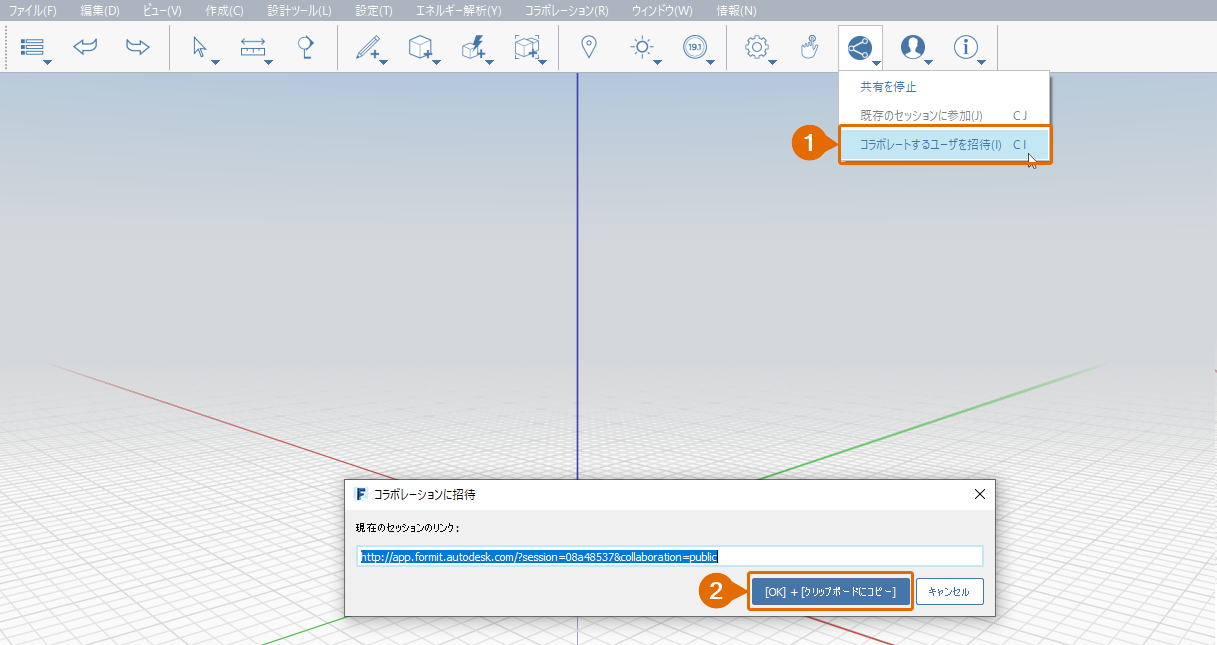 ファイル(F) 編集(D) ビュー(V) 作成(C) 設計ツール(L) 設定(T) エネルギー解析(Y) コラボレーション(R) ウィンドウ(W) 情報(N)
19.1
共有を停止
既存のセッションに参加(J) C J
1
コラボレートするユーザを招待(I) C I
F コラボレーションに招待
現在のセッションのリンク:
http://app.formit.autodesk.com/?session=08a48537&collaboration=public
2
[OK] + [クリップボードにコピー] キャンセル